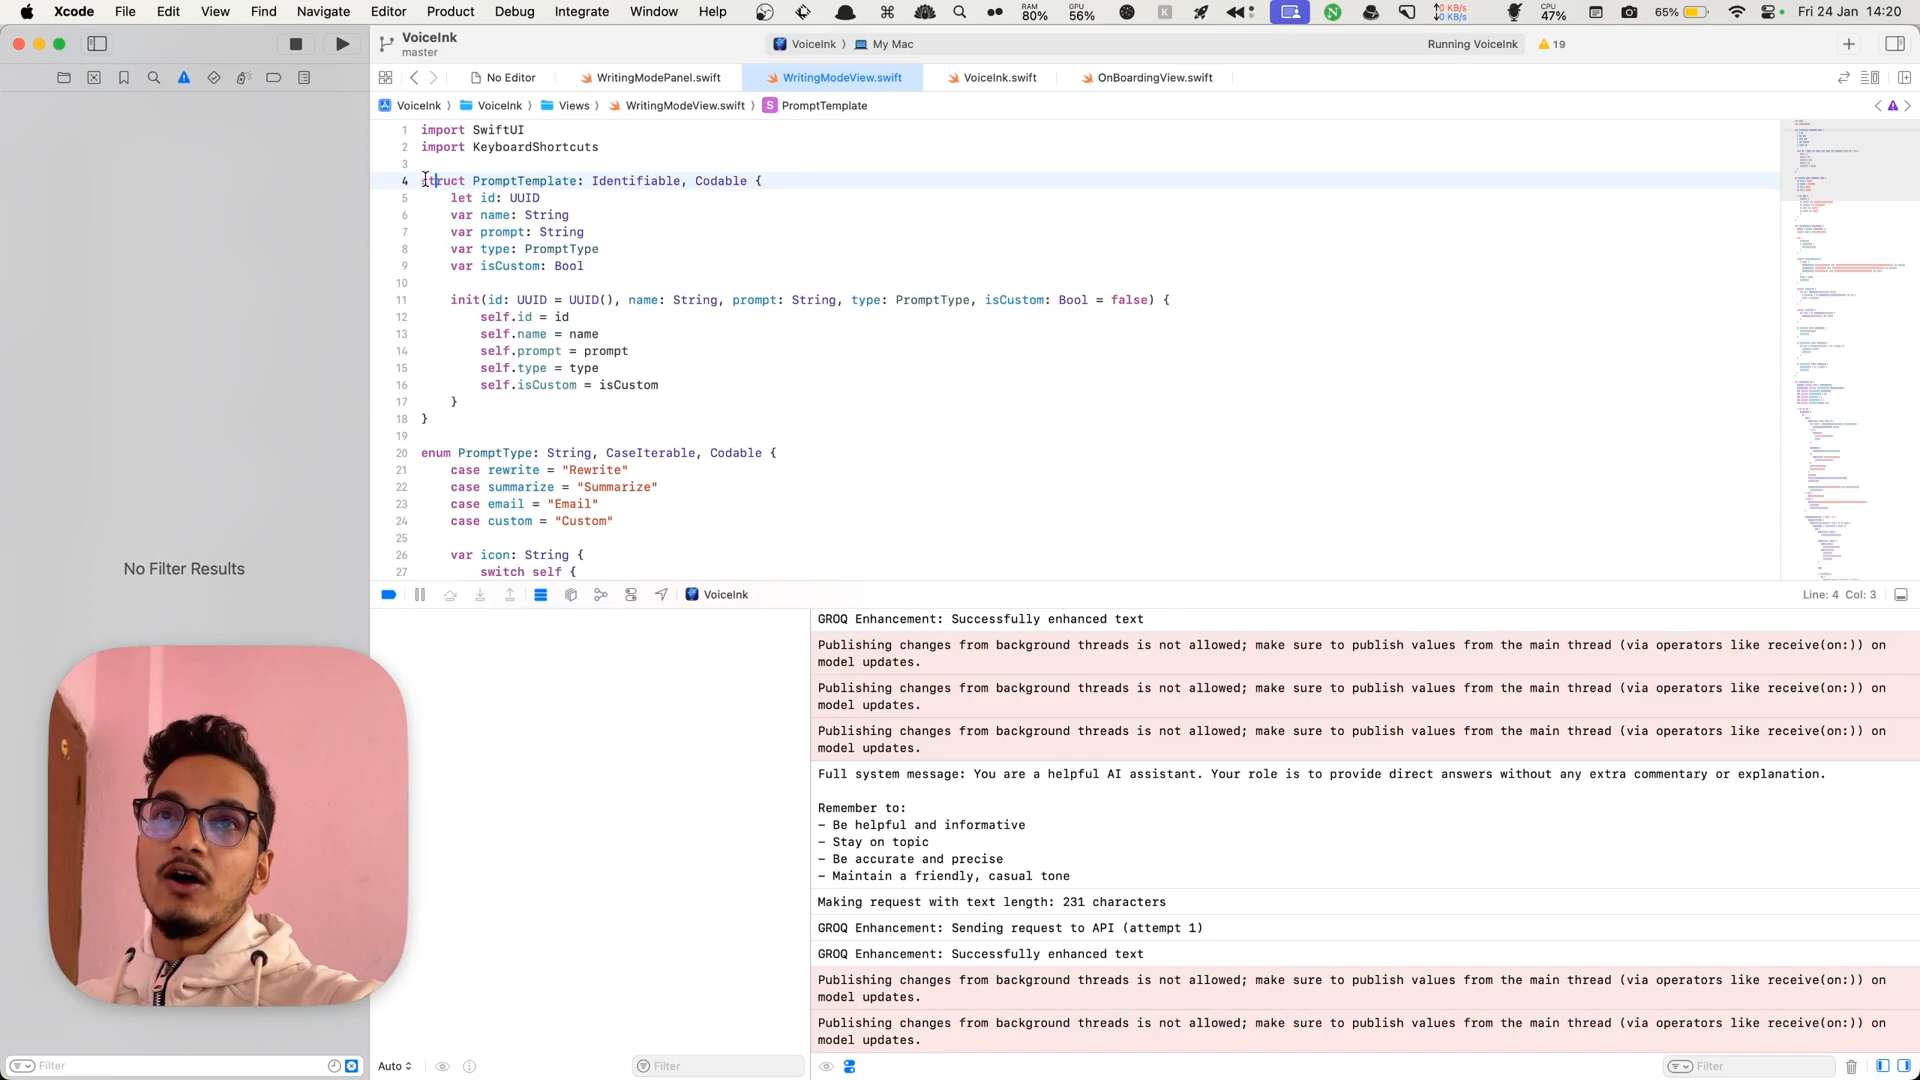 Xcode File Edit View Find Navigate Editor Product Debug Integrate Window Help RAM 80% GPU 56% K N 0 KB/s 0 KB/s CPU 47% 65% Fri 24 Jan 14:20
VoiceInk
master
VoiceInk My Mac Running VoiceInk 19
No Editor WritingModePanel.swift WritingModeView.swift VoiceInk.swift OnBoardingView.swift
VoiceInk VoiceInk Views WritingModeView.swift S PromptTemplate
1 import SwiftUI
2 import KeyboardShortcuts
3
4 struct PromptTemplate: Identifiable, Codable {
5 let id: UUID
6 var name: String
7 var prompt: String
8 var type: PromptType
9 var isCustom: Bool
10
11 init(id: UUID = UUID(), name: String, prompt: String, type: PromptType, isCustom: Bool = false) {
12 self.id = id
13 self.name = name
14 self.prompt = prompt
15 self.type = type
16 self.isCustom = isCustom
17 }
18 }
19
20 enum PromptType: String, CaseIterable, Codable {
21 case rewrite = "Rewrite"
22 case summarize = "Summarize"
23 case email = "Email"
24 case custom = "Custom"
25
26 var icon: String {
27 switch self {
No Filter Results
VoiceInk Line: 4 Col: 3
GROQ Enhancement: Successfully enhanced text
Publishing changes from background threads is not allowed; make sure to publish values from the main thread (via operators like receive(on:)) on
model updates.
Publishing changes from background threads is not allowed; make sure to publish values from the main thread (via operators like receive(on:)) on
model updates.
Publishing changes from background threads is not allowed; make sure to publish values from the main thread (via operators like receive(on:)) on
model updates.
Full system message: You are a helpful AI assistant. Your role is to provide direct answers without any extra commentary or explanation.
Remember to:
– Be helpful and informative
– Stay on topic
– Be accurate and precise
– Maintain a friendly, casual tone
Making request with text length: 231 characters
GROQ Enhancement: Sending request to API (attempt 1)
GROQ Enhancement: Successfully enhanced text
Publishing changes from background threads is not allowed; make sure to publish values from the main thread (via operators like receive(on:)) on
model updates.
Publishing changes from background threads is not allowed; make sure to publish values from the main thread (via operators like receive(on:)) on
model updates.
Filter Auto Filter Filter